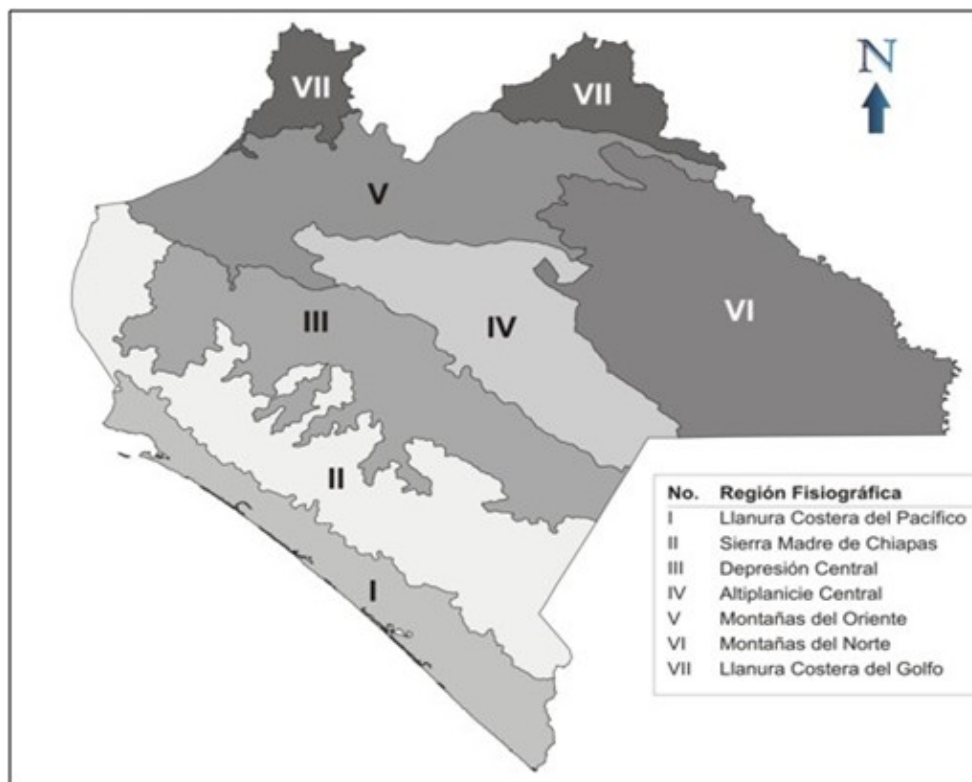 VII
VII
N
V
VI
III
IV
II
I
No. Región Fisiográfica
I Llanura Costera del Pacífico
II Sierra Madre de Chiapas
III Depresión Central
IV Altiplanicie Central
V Montañas del Oriente
VI Montañas del Norte
VII Llanura Costera del Golfo